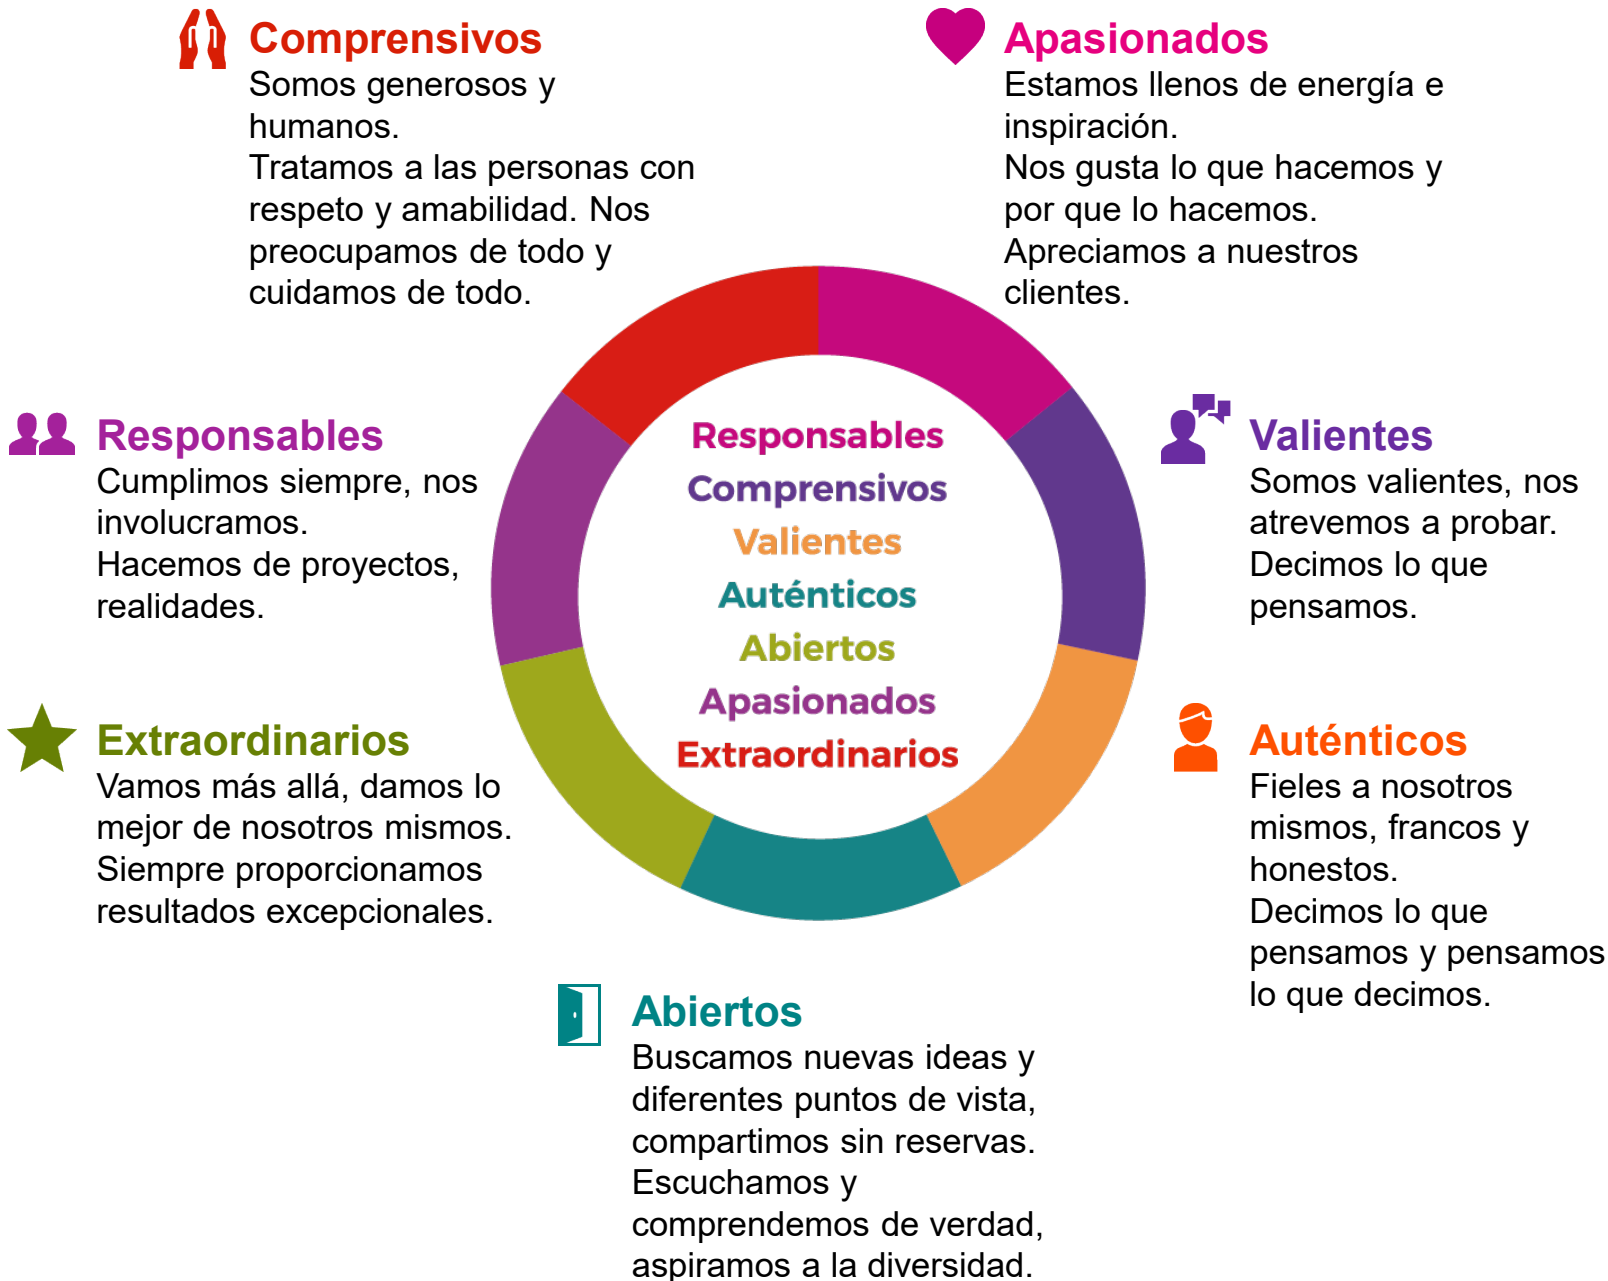 Comprensivos
Somos generosos y
humanos.
Tratamos a las personas con
respeto y amabilidad. Nos
preocupamos de todo y
cuidamos de todo.
Apasionados
Estamos llenos de energía e
inspiración.
Nos gusta lo que hacemos y
por que lo hacemos.
Apreciamos a nuestros
clientes.
Responsables
Cumplimos siempre, nos
involucramos.
Hacemos de proyectos,
realidades.
Responsables
Comprensivos
Valientes
Auténticos
Abiertos
Apasionados
Extraordinarios
Valientes
Somos valientes, nos
atrevemos a probar.
Decimos lo que
pensamos.
Extraordinarios
Vamos más allá, damos lo
mejor de nosotros mismos.
Siempre proporcionamos
resultados excepcionales.
Auténticos
Fieles a nosotros
mismos, francos y
honestos.
Decimos lo que
pensamos y pensamos
lo que decimos.
Abiertos
Buscamos nuevas ideas y
diferentes puntos de vista,
compartimos sin reservas.
Escuchamos y
comprendemos de verdad,
aspiramos a la diversidad.